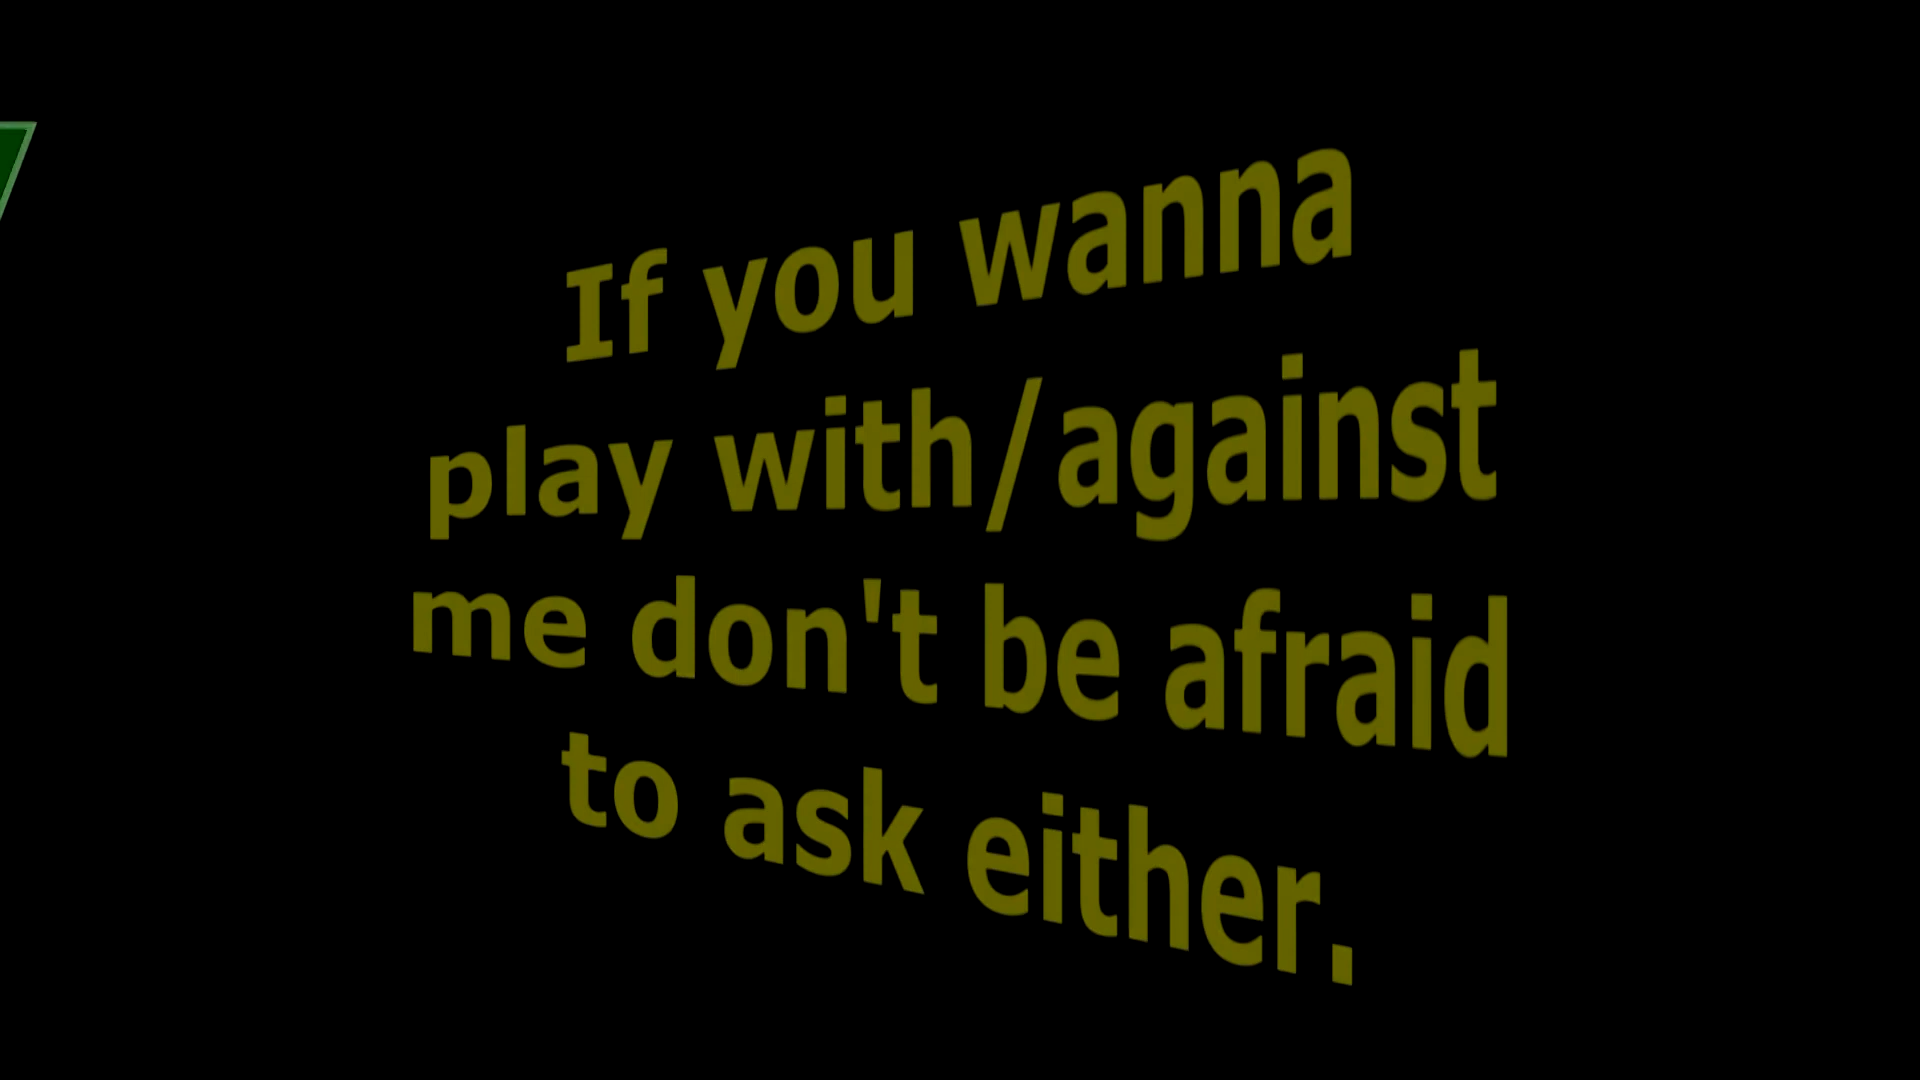 If you wanna
play with/against
me don't be afraid
to ask either.